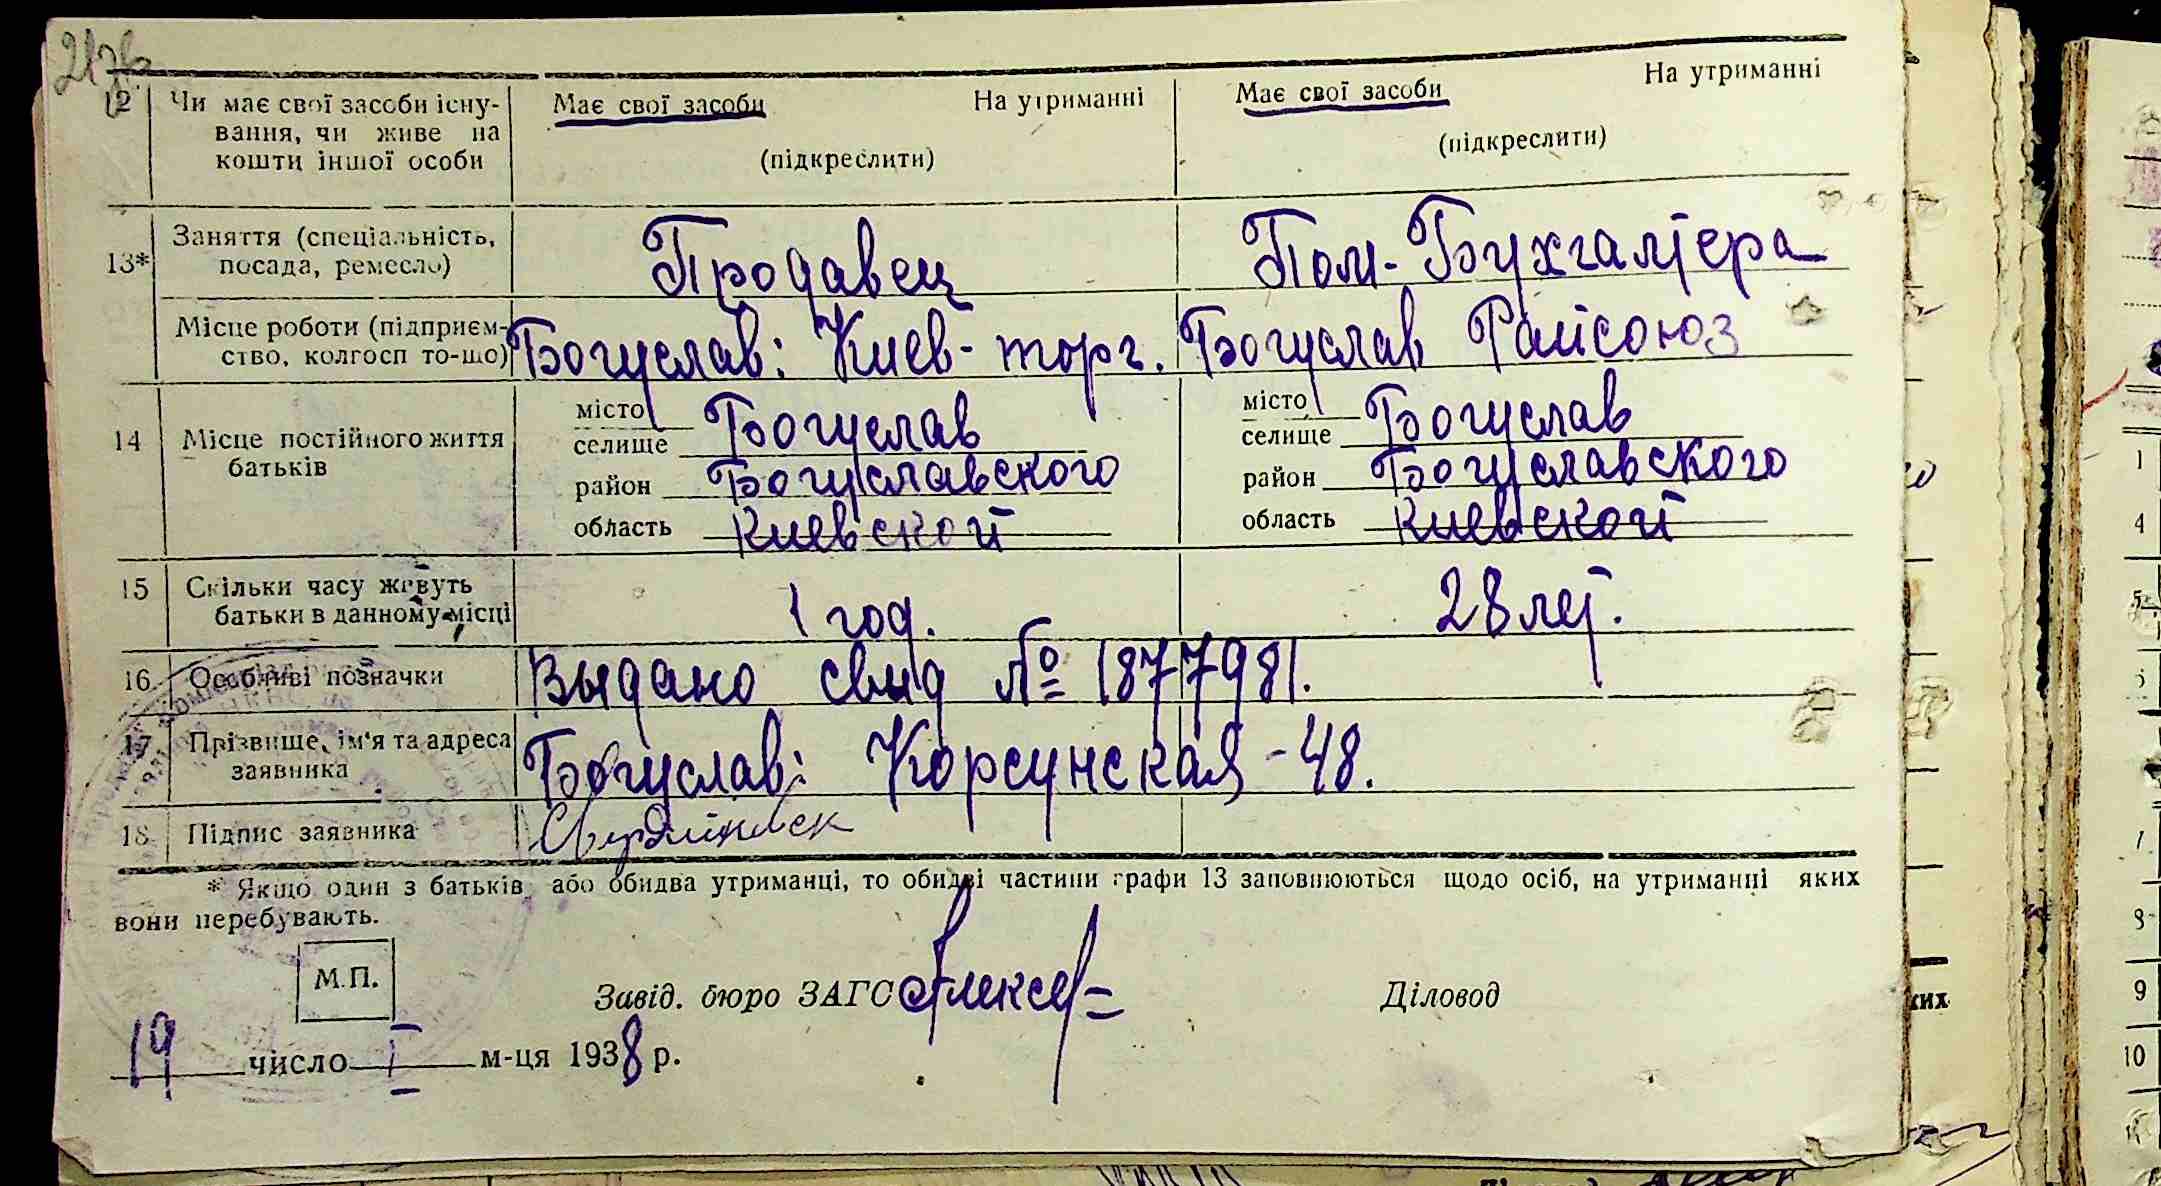 12 Чи має свої засоби існу- Має свої засоби На утриманні Має свої засоби На утриманні
вання, чи живе на
кошти іншої особи (підкреслити) (підкреслити)
13* Заняття (спеціальність, Продавец Пом. Бухгалтера
посада, ремесло)
Місце роботи (підприєм- Богуслав: Киев-торг. Богуслав Райсоюз
ство, колгосп то-що)
14 Місце постійного життя місто Богуслав місто Богуслав
батьків селище селище
район Богуславского район Богуславского
область Киевской область Киевской
15 Скільки часу живуть 1 год. 28 лет.
батьки в данному місці
16 Особливі позначки Выдано свид № 1877981.
17 Прізвище, ім'я та адреса Богуслав: Корсунская-48.
заявника
18 Підпис заявника
* Якщо один з батьків, або обидва утриманці, то обидві частини графи 13 заповнюються щодо осіб, на утриманні яких
вони перебувають.
М.П.
Завід. бюро ЗАГС Діловод
19 число I м-ця 1938 р.